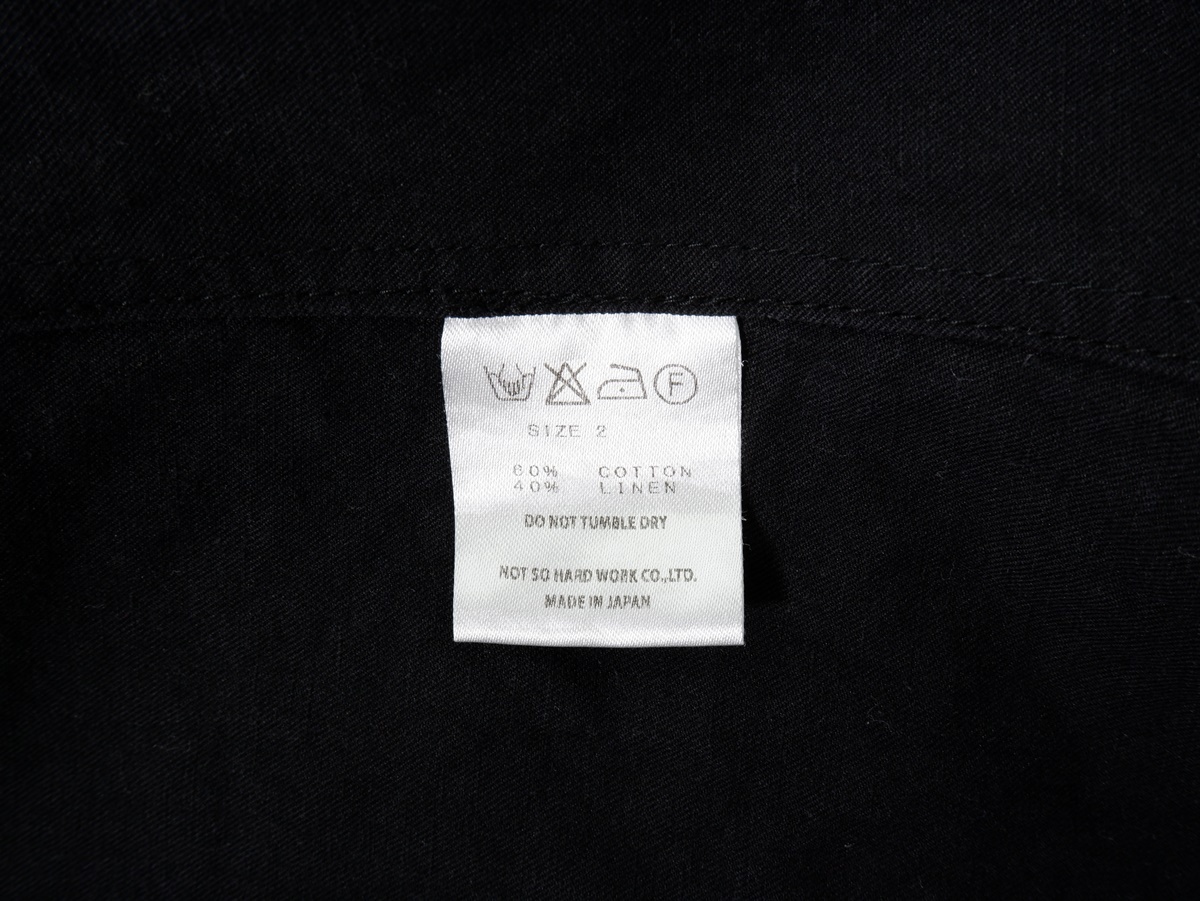 F
SIZE 2
60% COTTON
40% LINEN
DO NOT TUMBLE DRY
NOT SO HARD WORK CO.,LTD.
MADE IN JAPAN